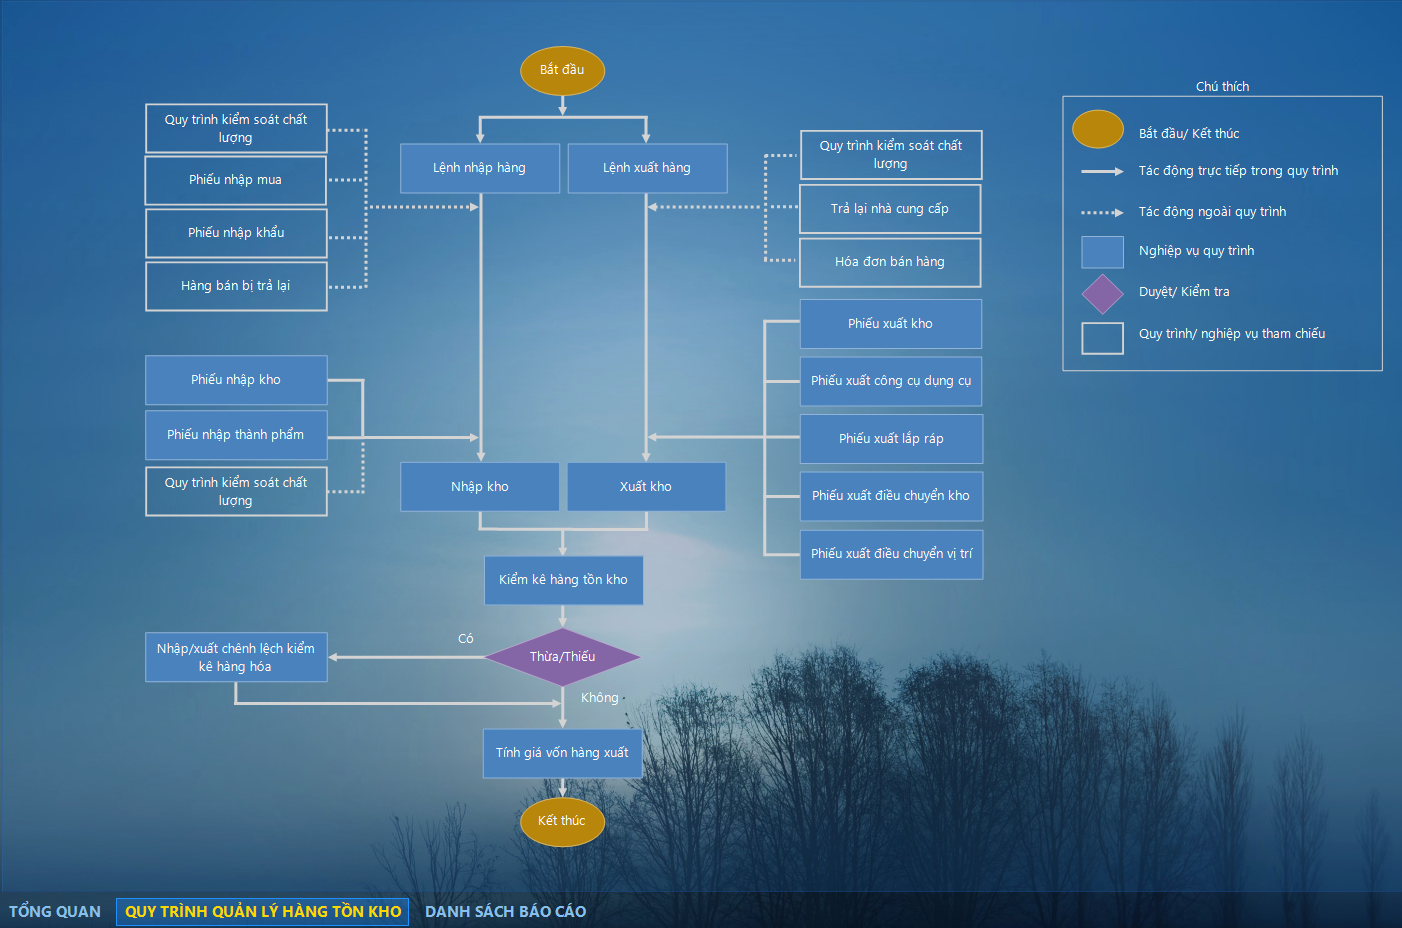 Bắt đầu
Chú thích
Quy trình kiểm soát chất
lượng
Phiếu nhập mua
Phiếu nhập khẩu
Hàng bán bị trả lại
Lệnh nhập hàng
Lệnh xuất hàng
Quy trình kiểm soát chất
lượng
Trả lại nhà cung cấp
Hóa đơn bán hàng
Bắt đầu/ Kết thúc
Tác động trực tiếp trong quy trình
Tác động ngoài quy trình
Nghiệp vụ quy trình
Duyệt/ Kiểm tra
Quy trình/ nghiệp vụ tham chiếu
Phiếu nhập kho
Phiếu nhập thành phẩm
Quy trình kiểm soát chất
lượng
Phiếu xuất kho
Phiếu xuất công cụ dụng cụ
Phiếu xuất lắp ráp
Phiếu xuất điều chuyển kho
Phiếu xuất điều chuyển vị trí
Nhập kho
Xuất kho
Kiểm kê hàng tồn kho
Có
Thừa/Thiếu
Nhập/xuất chênh lệch kiểm
kê hàng hóa
Không
Tính giá vốn hàng xuất
Kết thúc
TỔNG QUAN
QUY TRÌNH QUẢN LÝ HÀNG TỒN KHO
DANH SÁCH BÁO CÁO